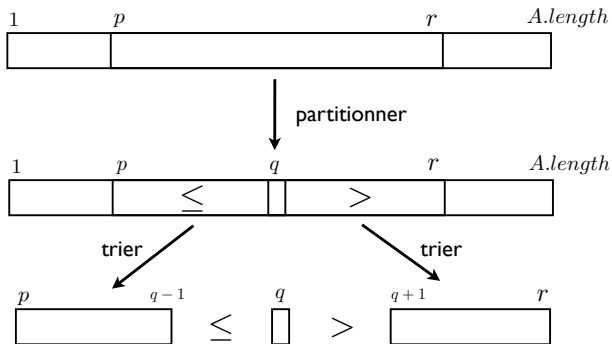 1 p r A.length
partitionner
1 p q r A.length
≤ >
trier trier
p q − 1 q q + 1 r
≤ >